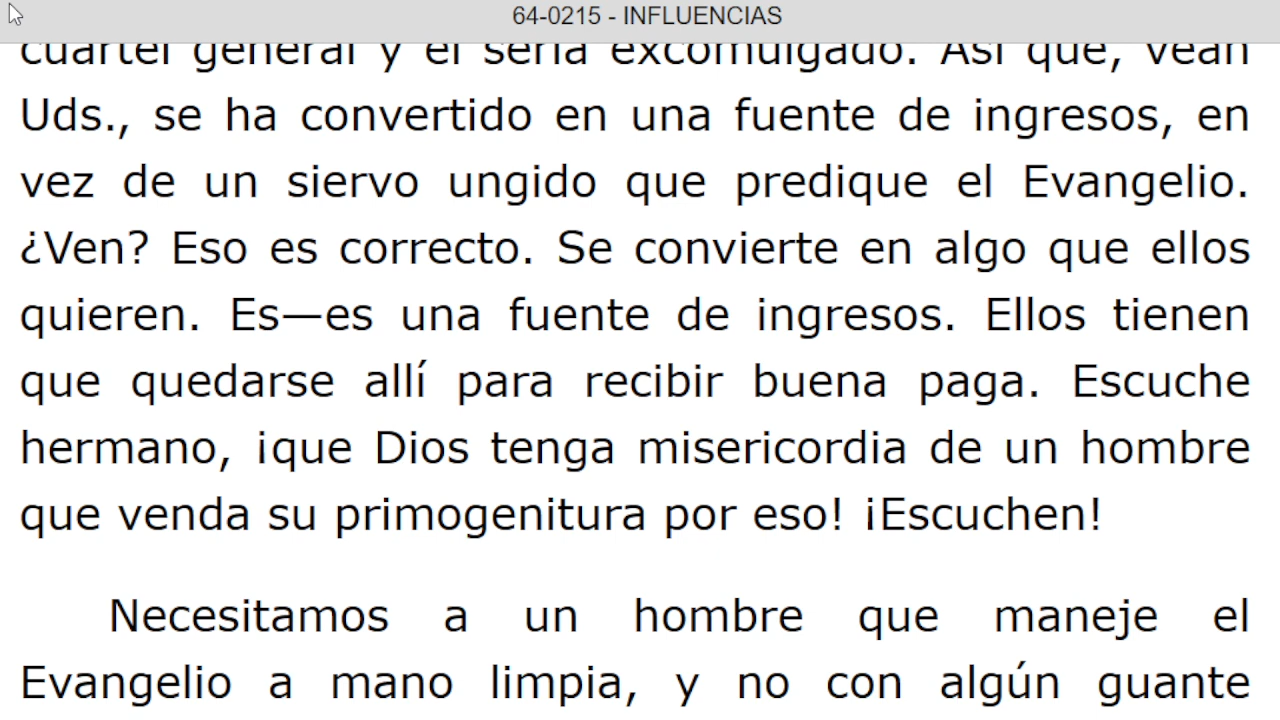 64-0215 - INFLUENCIAS
cuartel general y él sería excomulgado. Así que, vean
Uds., se ha convertido en una fuente de ingresos, en
vez de un siervo ungido que predique el Evangelio.
¿Ven? Eso es correcto. Se convierte en algo que ellos
quieren. Es—es una fuente de ingresos. Ellos tienen
que quedarse allí para recibir buena paga. Escuche
hermano, ¡que Dios tenga misericordia de un hombre
que venda su primogenitura por eso! ¡Escuchen!
Necesitamos a un hombre que maneje el
Evangelio a mano limpia, y no con algún guante